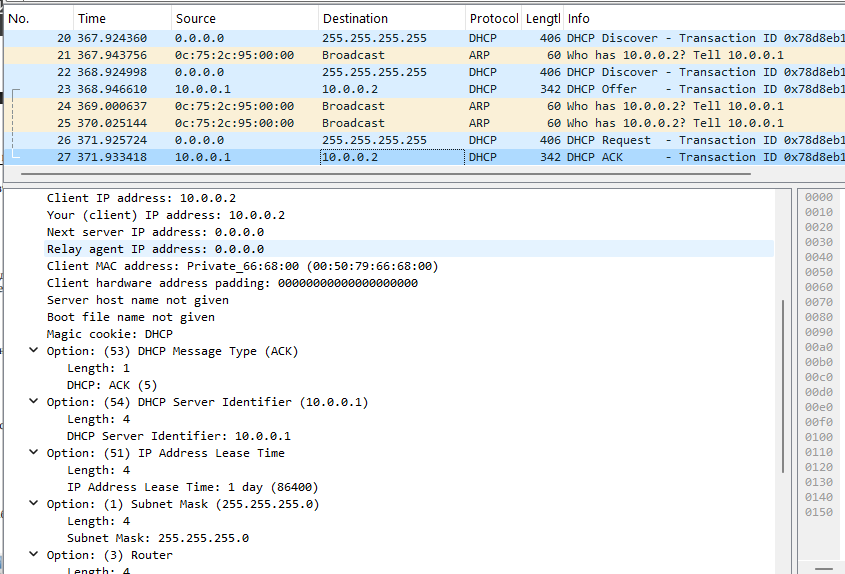 No. Time Source Destination Protocol Lengtl Info
20 367.924360 0.0.0.0 255.255.255.255 DHCP 406 DHCP Discover - Transaction ID 0x78d8eb1
21 367.943756 0c:75:2c:95:00:00 Broadcast ARP 60 Who has 10.0.0.2? Tell 10.0.0.1
22 368.924998 0.0.0.0 255.255.255.255 DHCP 406 DHCP Discover - Transaction ID 0x78d8eb1
23 368.946610 10.0.0.1 10.0.0.2 DHCP 342 DHCP Offer - Transaction ID 0x78d8eb1
24 369.000637 0c:75:2c:95:00:00 Broadcast ARP 60 Who has 10.0.0.2? Tell 10.0.0.1
25 370.025144 0c:75:2c:95:00:00 Broadcast ARP 60 Who has 10.0.0.2? Tell 10.0.0.1
26 371.925724 0.0.0.0 255.255.255.255 DHCP 406 DHCP Request - Transaction ID 0x78d8eb1
27 371.933418 10.0.0.1 10.0.0.2 DHCP 342 DHCP ACK - Transaction ID 0x78d8eb1
Client IP address: 10.0.0.2
Your (client) IP address: 10.0.0.2
Next server IP address: 0.0.0.0
Relay agent IP address: 0.0.0.0
Client MAC address: Private_66:68:00 (00:50:79:66:68:00)
Client hardware address padding: 00000000000000000000
Server host name not given
Boot file name not given
Magic cookie: DHCP
Option: (53) DHCP Message Type (ACK)
Length: 1
DHCP: ACK (5)
Option: (54) DHCP Server Identifier (10.0.0.1)
Length: 4
DHCP Server Identifier: 10.0.0.1
Option: (51) IP Address Lease Time
Length: 4
IP Address Lease Time: 1 day (86400)
Option: (1) Subnet Mask (255.255.255.0)
Length: 4
Subnet Mask: 255.255.255.0
Option: (3) Router
Length: 4
0000
0010
0020
0030
0040
0050
0060
0070
0080
0090
00a0
00b0
00c0
00d0
00e0
00f0
0100
0110
0120
0130
0140
0150